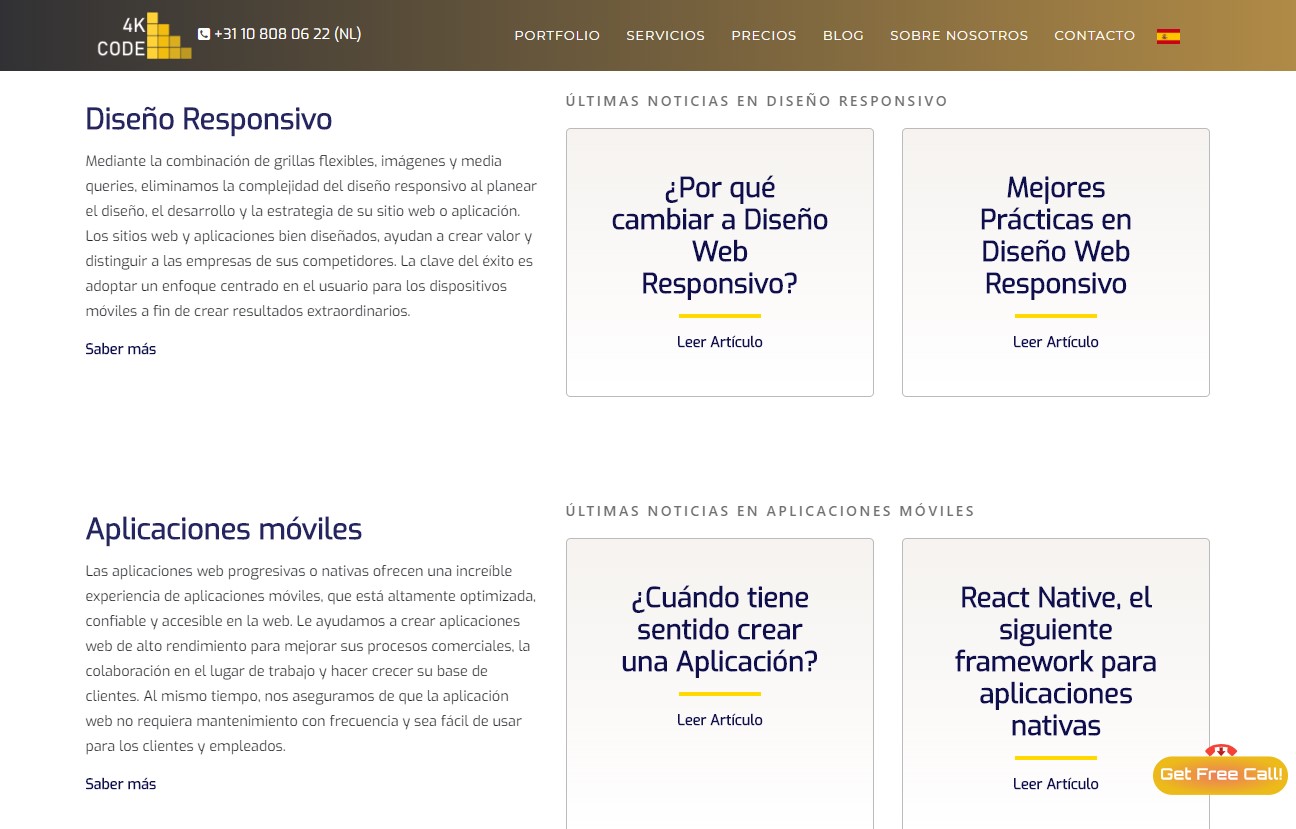 4K
CODE
+31 10 808 06 22 (NL)
PORTFOLIO SERVICIOS PRECIOS BLOG SOBRE NOSOTROS CONTACTO
Diseño Responsivo
Mediante la combinación de grillas flexibles, imágenes y media
queries, eliminamos la complejidad del diseño responsivo al planear
el diseño, el desarrollo y la estrategia de su sitio web o aplicación.
Los sitios web y aplicaciones bien diseñados, ayudan a crear valor y
distinguir a las empresas de sus competidores. La clave del éxito es
adoptar un enfoque centrado en el usuario para los dispositivos
móviles a fin de crear resultados extraordinarios.
Saber más
ÚLTIMAS NOTICIAS EN DISEÑO RESPONSIVO
¿Por qué
cambiar a Diseño
Web
Responsivo?
Leer Artículo
Mejores
Prácticas en
Diseño Web
Responsivo
Leer Artículo
Aplicaciones móviles
Las aplicaciones web progresivas o nativas ofrecen una increíble
experiencia de aplicaciones móviles, que está altamente optimizada,
confiable y accesible en la web. Le ayudamos a crear aplicaciones
web de alto rendimiento para mejorar sus procesos comerciales, la
colaboración en el lugar de trabajo y hacer crecer su base de
clientes. Al mismo tiempo, nos aseguramos de que la aplicación
web no requiera mantenimiento con frecuencia y sea fácil de usar
para los clientes y empleados.
Saber más
ÚLTIMAS NOTICIAS EN APLICACIONES MÓVILES
¿Cuándo tiene
sentido crear
una Aplicación?
Leer Artículo
React Native, el
siguiente
framework para
aplicaciones
nativas
Leer Artículo
Get Free Call!